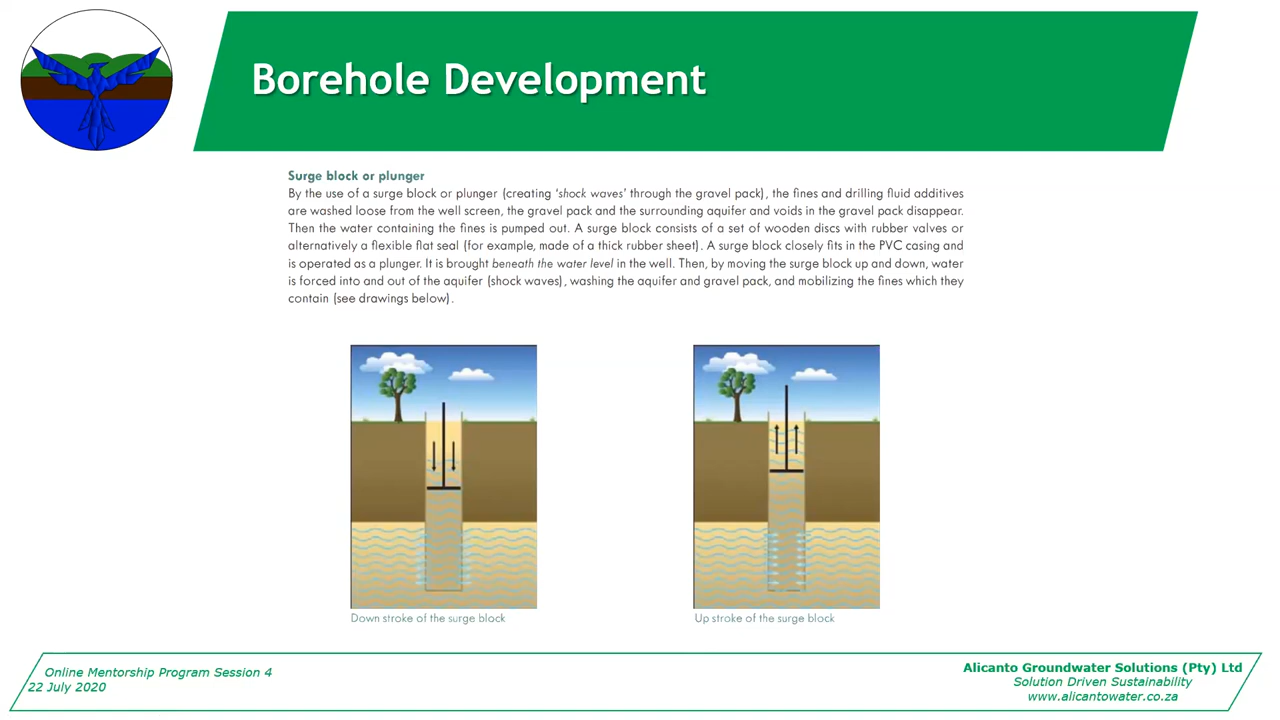 Borehole Development
Surge block or plunger
By the use of a surge block or plunger (creating ‘shock waves’ through the gravel pack), the fines and drilling fluid additives
are washed loose from the well screen, the gravel pack and the surrounding aquifer and voids in the gravel pack disappear.
Then the water containing the fines is pumped out. A surge block consists of a set of wooden discs with rubber valves or
alternatively a flexible flat seal (for example, made of a thick rubber sheet). A surge block closely fits in the PVC casing and
is operated as a plunger. It is brought beneath the water level in the well. Then, by moving the surge block up and down, water
is forced into and out of the aquifer (shock waves), washing the aquifer and gravel pack, and mobilizing the fines which they
contain (see drawings below).
Down stroke of the surge block
Up stroke of the surge block
Online Mentorship Program Session 4
22 July 2020
Alicanto Groundwater Solutions (Pty) Ltd
Solution Driven Sustainability
www.alicantowater.co.za